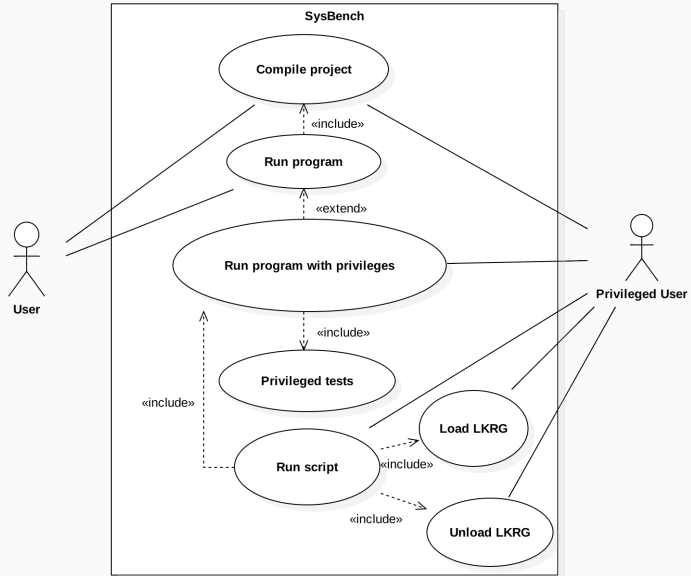 SysBench
Compile project
«include»
Run program
«extend»
Run program with privileges
User
Privileged User
«include»
Privileged tests
«include»
Load LKRG
Run script
«include»
«include»
Unload LKRG